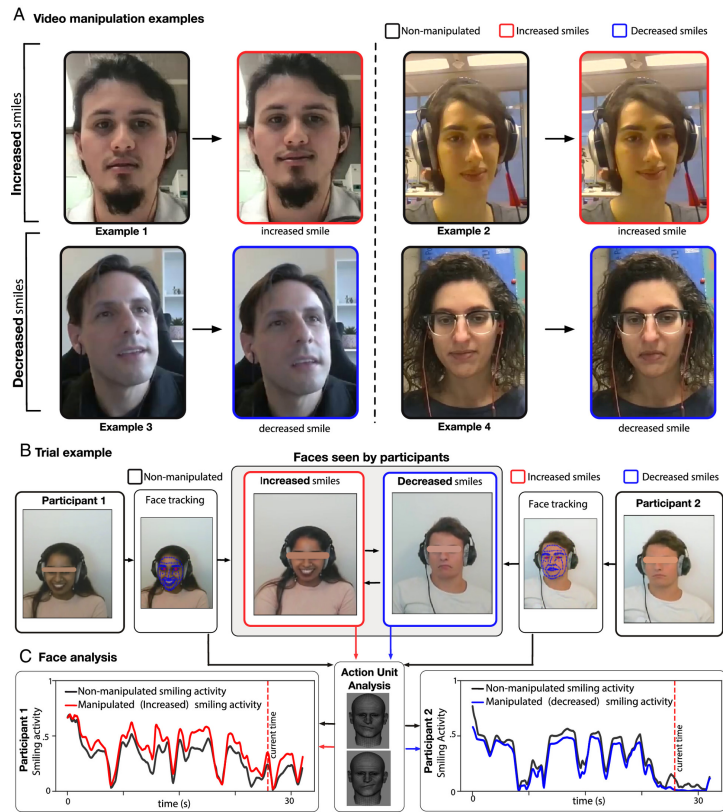 A Video manipulation examples
Non-manipulated Increased smiles Decreased smiles
Increased smiles
Example 1
increased smile
Example 2
increased smile
Decreased smiles
Example 3
decreased smile
Example 4
decreased smile
B Trial example
Faces seen by participants
Non-manipulated
Increased smiles Decreased smiles
Participant 1
Face tracking
Increased smiles
Decreased smiles
Face tracking
Participant 2
C Face analysis
Action Unit
Analysis
Participant 1
Smiling activity
1
.5
0
Non-manipulated smiling activity
Manipulated (Increased) smiling activity
current time
0
time (s)
30
Participant 2
Smiling activity
1
.5
0
Non-manipulated smiling activity
Manipulated (decreased) smiling activity
current time
0
time (s)
30